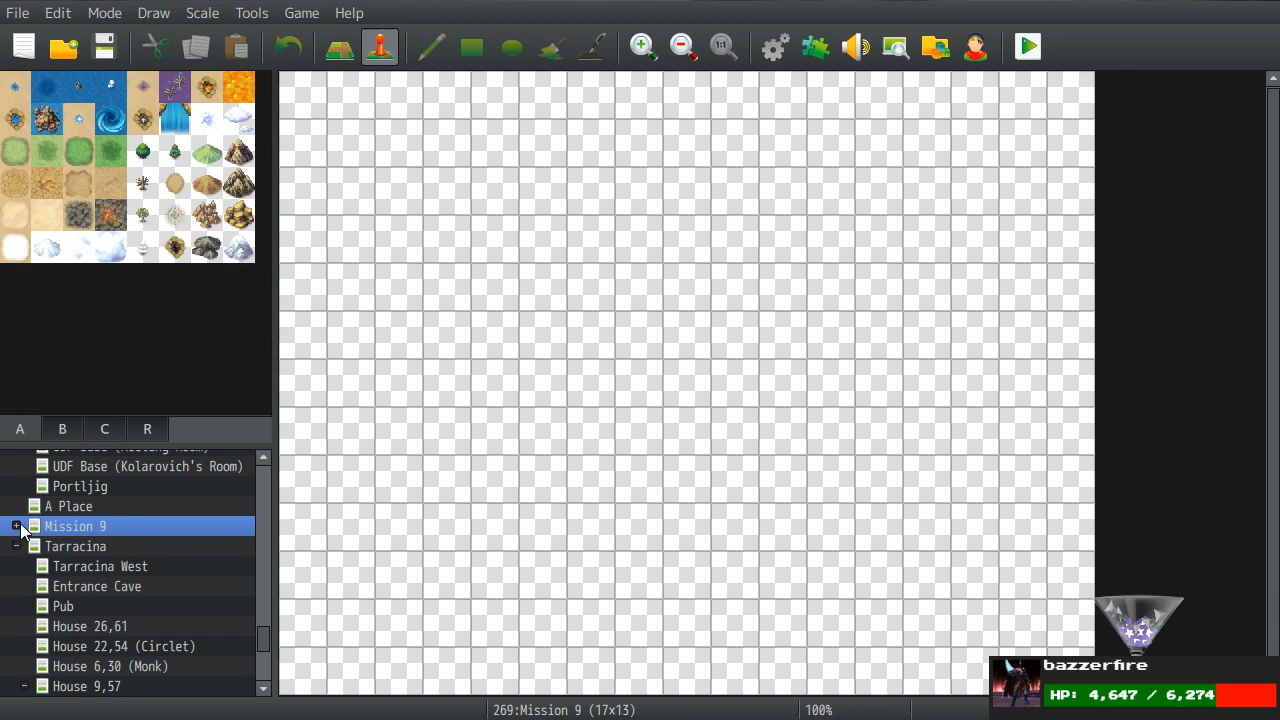 File Edit Mode Draw Scale Tools Game Help
1:1
A B C R
UDF Base (Kolarovich's Room)
Portljig
A Place
Mission 9
Tarracina
Tarracina West
Entrance Cave
Pub
House 26,61
House 22,54 (Circlet)
House 6,30 (Monk)
House 9,57
269:Mission 9 (17x13)
100%
bazzerfire
HP: 4,647 / 6,274